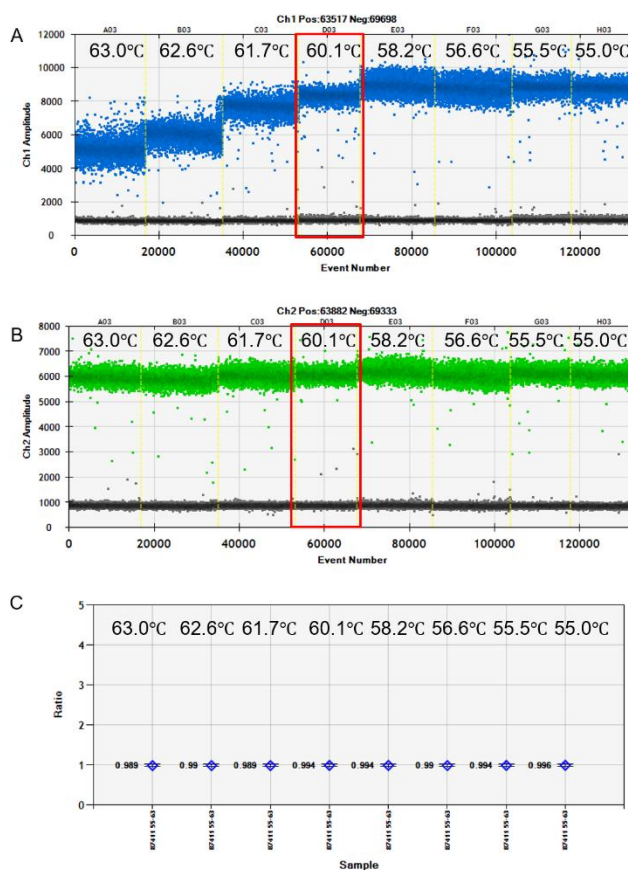 A
Ch1 Pos:63517 Neg:69698
A03 B03 C03 D03 E03 F03 G03 H03
63.0℃ 62.6℃ 61.7℃ 60.1℃ 58.2℃ 56.6℃ 55.5℃ 55.0℃
12000
10000
8000
6000
4000
2000
0
Ch1 Amplitude
0 20000 40000 60000 80000 100000 120000
Event Number
B
Ch2 Pos:63882 Neg:69333
A03 B03 C03 D03 E03 F03 G03 H03
63.0℃ 62.6℃ 61.7℃ 60.1℃ 58.2℃ 56.6℃ 55.5℃ 55.0℃
8000
7000
6000
5000
4000
3000
2000
1000
0
Ch2 Amplitude
0 20000 40000 60000 80000 100000 120000
Event Number
C
63.0℃ 62.6℃ 61.7℃ 60.1℃ 58.2℃ 56.6℃ 55.5℃ 55.0℃
5
4
3
2
1
0
Ratio
0.989 0.99 0.989 0.994 0.994 0.99 0.994 0.996
Sample